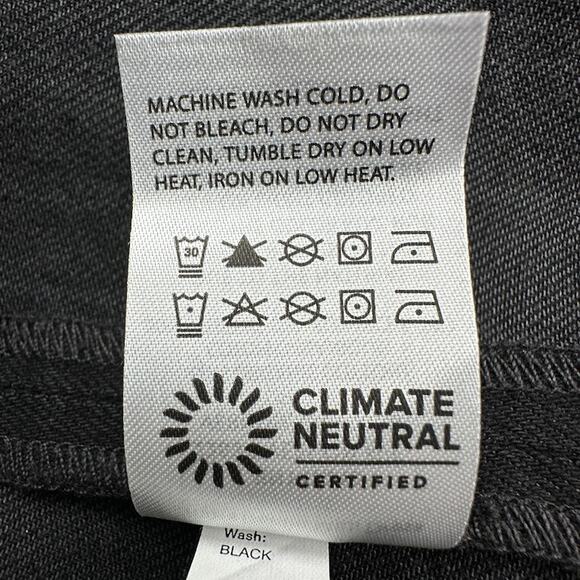 MACHINE WASH COLD, DO
NOT BLEACH, DO NOT DRY
CLEAN, TUMBLE DRY ON LOW
HEAT, IRON ON LOW HEAT.
30
CLIMATE
NEUTRAL
CERTIFIED
Wash:
BLACK